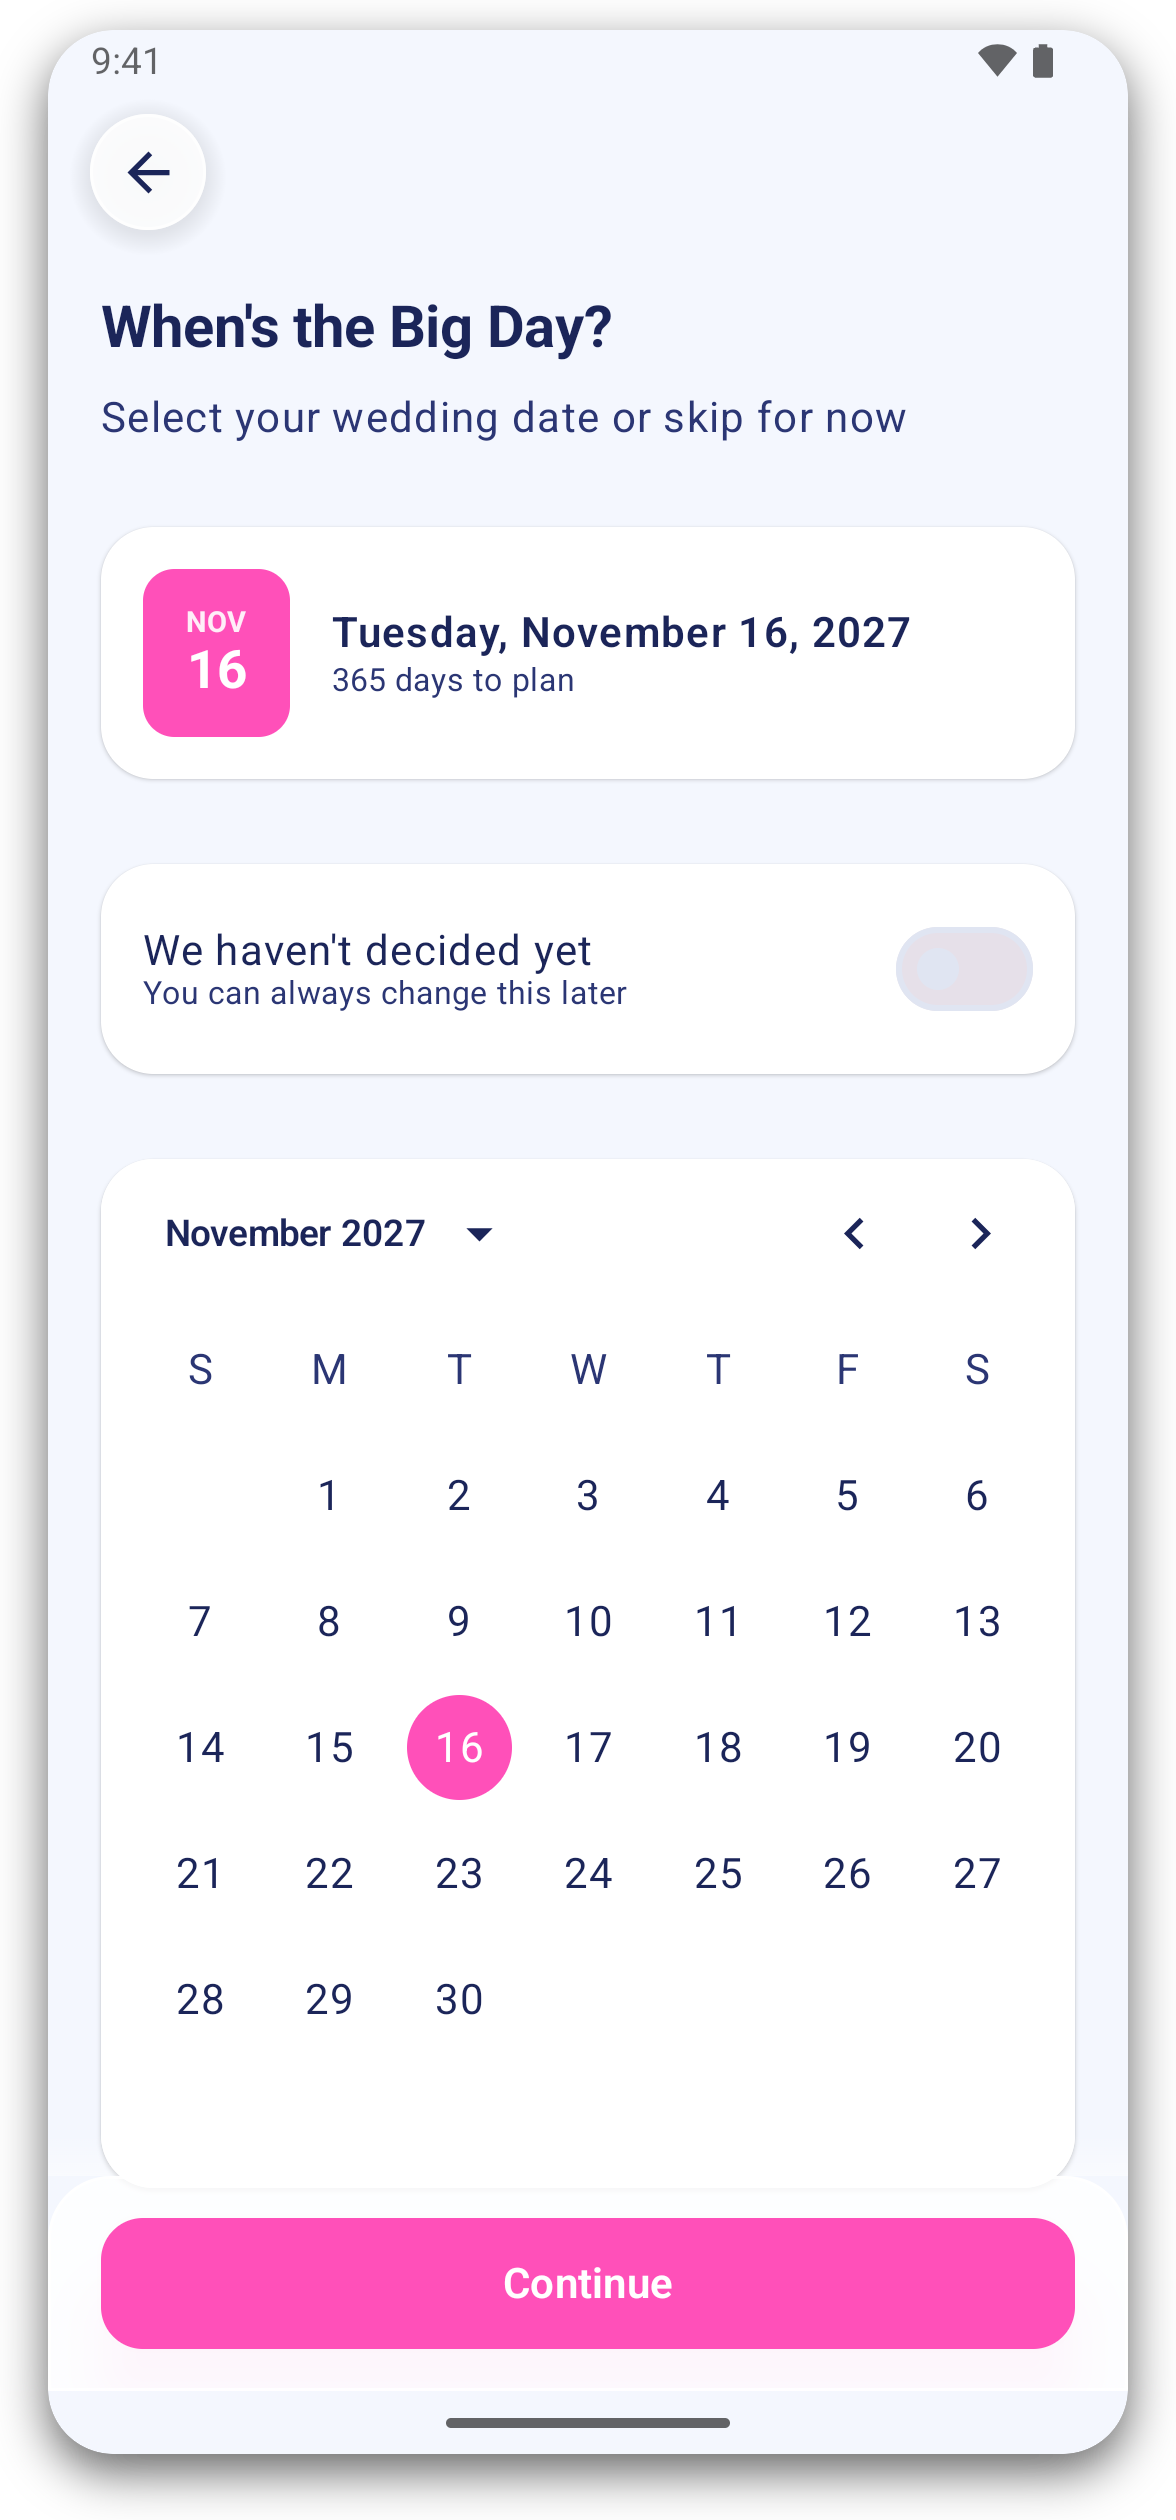 9:41
When's the Big Day?
Select your wedding date or skip for now
NOV
16
Tuesday, November 16, 2027
365 days to plan
We haven't decided yet
You can always change this later
November 2027
S M T W T F S
1 2 3 4 5 6
7 8 9 10 11 12 13
14 15 16 17 18 19 20
21 22 23 24 25 26 27
28 29 30
Continue